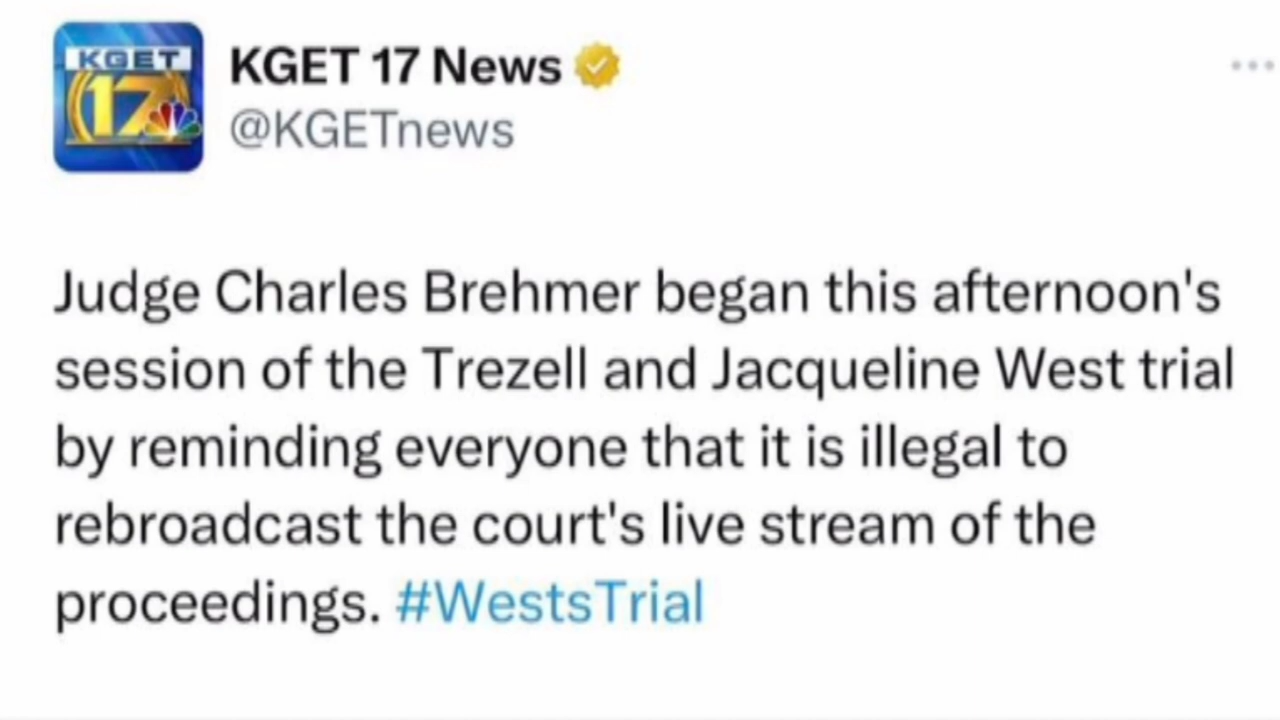 KGET
17
KGET 17 News
@KGETnews
Judge Charles Brehmer began this afternoon's
session of the Trezell and Jacqueline West trial
by reminding everyone that it is illegal to
rebroadcast the court's live stream of the
proceedings. #WestsTrial